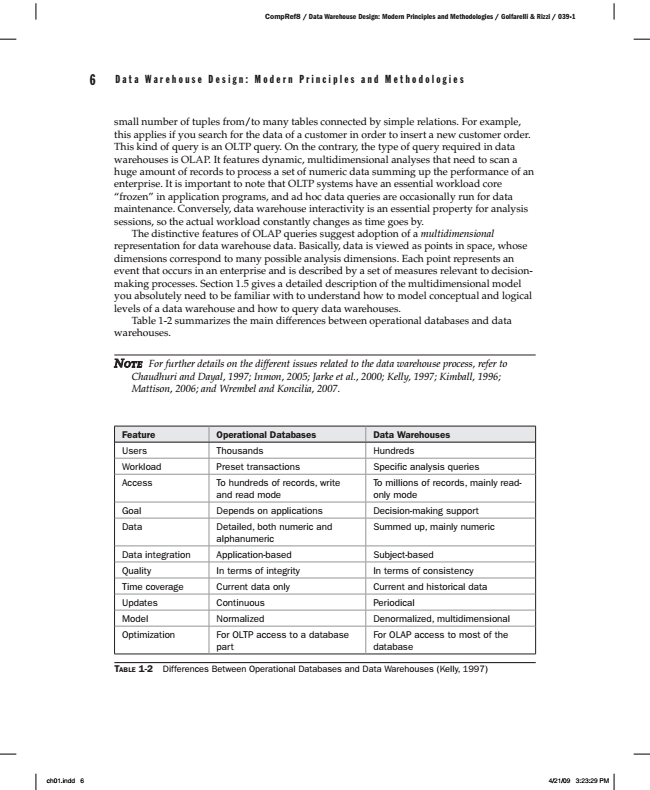 CompRef8 / Data Warehouse Design: Modern Principles and Methodologies / Golfarelli & Rizzi / 039-1
6 Data Warehouse Design: Modern Principles and Methodologies
small number of tuples from/to many tables connected by simple relations. For example,
this applies if you search for the data of a customer in order to insert a new customer order.
This kind of query is an OLTP query. On the contrary, the type of query required in data
warehouses is OLAP. It features dynamic, multidimensional analyses that need to scan a
huge amount of records to process a set of numeric data summing up the performance of an
enterprise. It is important to note that OLTP systems have an essential workload core
“frozen” in application programs, and ad hoc data queries are occasionally run for data
maintenance. Conversely, data warehouse interactivity is an essential property for analysis
sessions, so the actual workload constantly changes as time goes by.
The distinctive features of OLAP queries suggest adoption of a multidimensional
representation for data warehouse data. Basically, data is viewed as points in space, whose
dimensions correspond to many possible analysis dimensions. Each point represents an
event that occurs in an enterprise and is described by a set of measures relevant to decision-
making processes. Section 1.5 gives a detailed description of the multidimensional model
you absolutely need to be familiar with to understand how to model conceptual and logical
levels of a data warehouse and how to query data warehouses.
Table 1-2 summarizes the main differences between operational databases and data
warehouses.
NOTE For further details on the different issues related to the data warehouse process, refer to
Chaudhuri and Dayal, 1997; Inmon, 2005; Jarke et al., 2000; Kelly, 1997; Kimball, 1996;
Mattison, 2006; and Wrembel and Koncilia, 2007.
Feature Operational Databases Data Warehouses
Users Thousands Hundreds
Workload Preset transactions Specific analysis queries
Access To hundreds of records, write To millions of records, mainly read-
and read mode only mode
Goal Depends on applications Decision-making support
Data Detailed, both numeric and Summed up, mainly numeric
alphanumeric
Data integration Application-based Subject-based
Quality In terms of integrity In terms of consistency
Time coverage Current data only Current and historical data
Updates Continuous Periodical
Model Normalized Denormalized, multidimensional
Optimization For OLTP access to a database For OLAP access to most of the
part database
TABLE 1-2 Differences Between Operational Databases and Data Warehouses (Kelly, 1997)
ch01.indd 6 4/21/09 3:23:29 PM